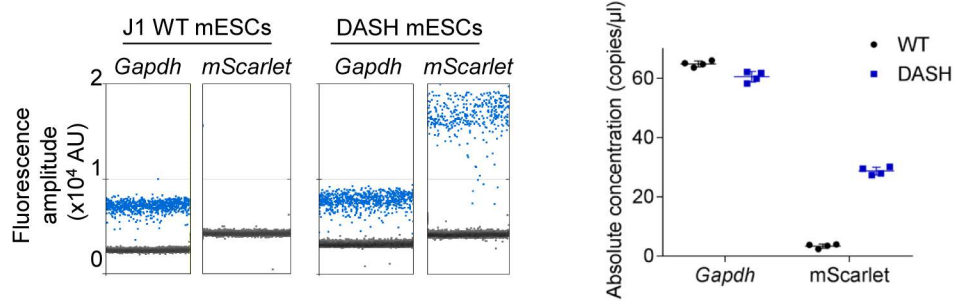 J1 WT mESCs
DASH mESCs
Gapdh
mScarlet
Gapdh
mScarlet
Fluorescence
amplitude
(x10⁴ AU)
2
1
0
Absolute concentration (copies/µl)
60
40
20
0
Gapdh
mScarlet
WT
DASH